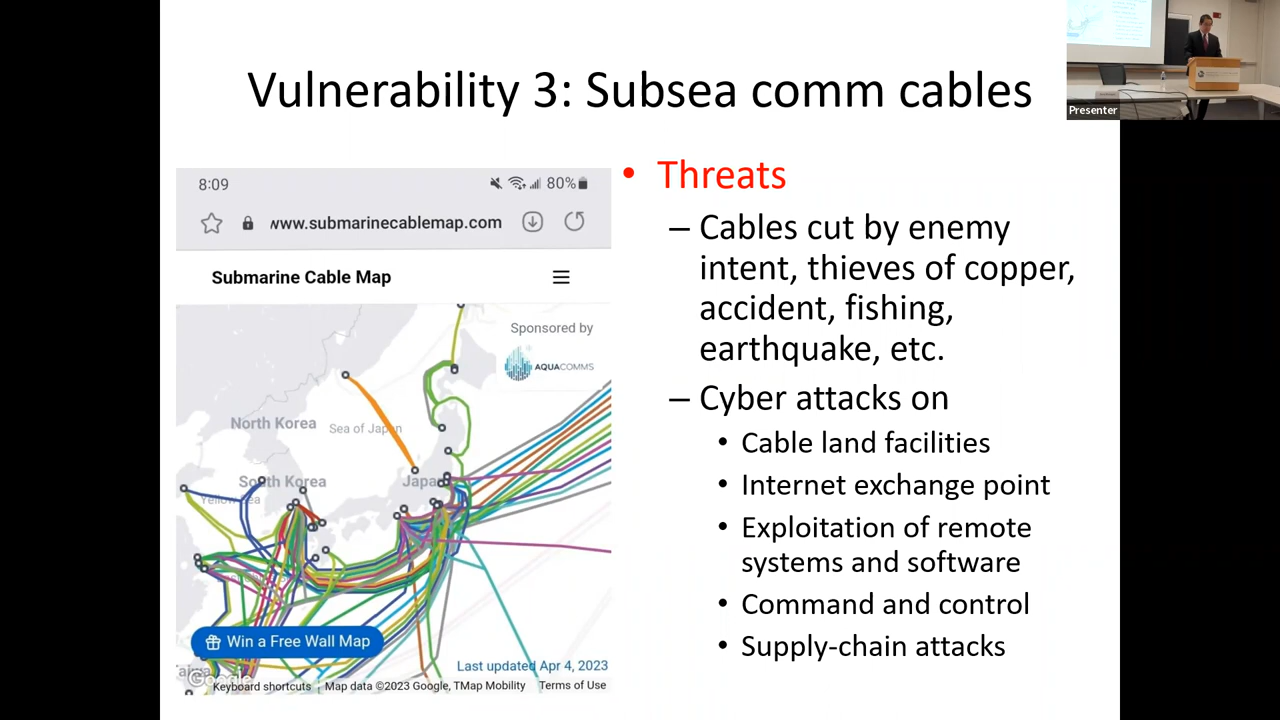 Vulnerability 3: Subsea comm cables
Presenter
8:09
80%
www.submarinecablemap.com
Submarine Cable Map
Sponsored by
AQUACOMMS
North Korea
Sea of Japan
South Korea
Japa
Yellow Sea
Win a Free Wall Map
Last updated Apr 4, 2023
Google
Keyboard shortcuts
Map data ©2023 Google, TMap Mobility
Terms of Use
• Threats
– Cables cut by enemy
intent, thieves of copper,
accident, fishing,
earthquake, etc.
– Cyber attacks on
• Cable land facilities
• Internet exchange point
• Exploitation of remote
systems and software
• Command and control
• Supply-chain attacks